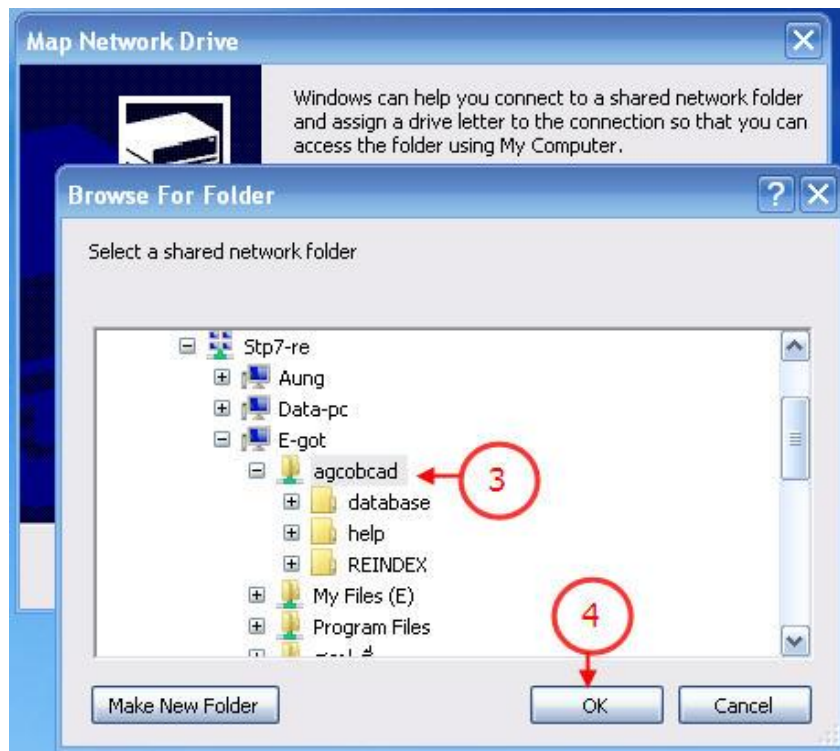 Map Network Drive
Windows can help you connect to a shared network folder
and assign a drive letter to the connection so that you can
access the folder using My Computer.
Browse For Folder
Select a shared network folder
Stp7-re
Aung
Data-pc
E-got
agcobcad
3
database
help
REINDEX
My Files (E)
Program Files
4
Make New Folder
OK
Cancel